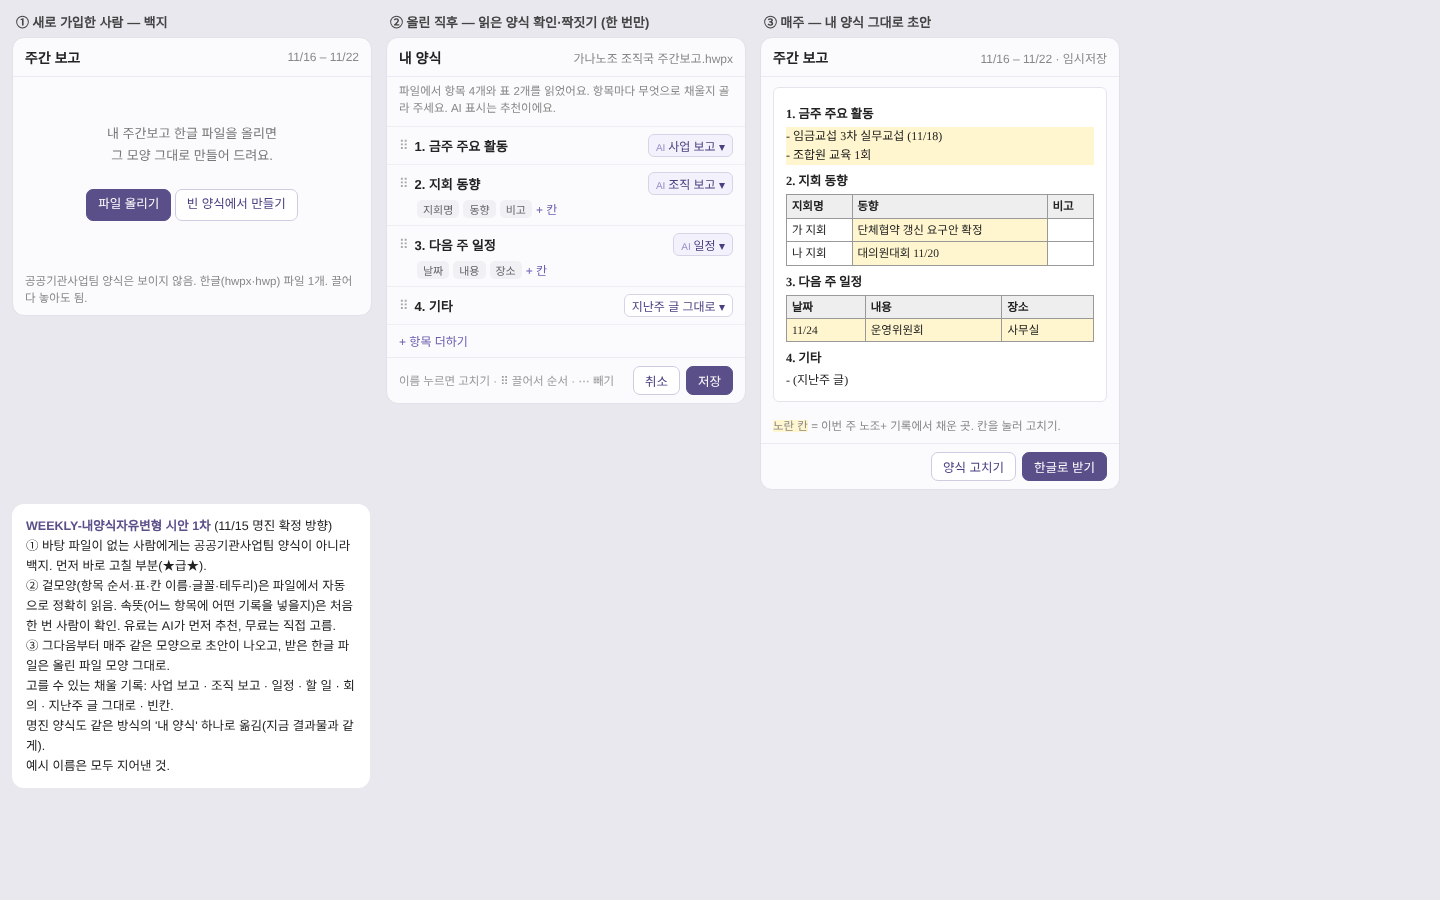 ① 새로 가입한 사람 — 백지
주간 보고
11/16 – 11/22
내 주간보고 한글 파일을 올리면
그 모양 그대로 만들어 드려요.
파일 올리기
빈 양식에서 만들기
공공기관사업팀 양식은 보이지 않음. 한글(hwpx·hwp) 파일 1개. 끌어
다 놓아도 됨.
② 올린 직후 — 읽은 양식 확인·짝짓기 (한 번만)
내 양식
가나노조 조직국 주간보고.hwpx
파일에서 항목 4개와 표 2개를 읽었어요. 항목마다 무엇으로 채울지 골
라 주세요. AI 표시는 추천이에요.
⠿ 1. 금주 주요 활동
AI 사업 보고 ▾
⠿ 2. 지회 동향
AI 조직 보고 ▾
지회명 동향 비고 + 칸
⠿ 3. 다음 주 일정
AI 일정 ▾
날짜 내용 장소 + 칸
⠿ 4. 기타
지난주 글 그대로 ▾
+ 항목 더하기
이름 누르면 고치기 · ⠿ 끌어서 순서 · ⋯ 빼기
취소
저장
③ 매주 — 내 양식 그대로 초안
주간 보고
11/16 – 11/22 · 임시저장
1. 금주 주요 활동
- 임금교섭 3차 실무교섭 (11/18)
- 조합원 교육 1회
2. 지회 동향
지회명 동향 비고
가 지회 단체협약 갱신 요구안 확정
나 지회 대의원대회 11/20
3. 다음 주 일정
날짜 내용 장소
11/24 운영위원회 사무실
4. 기타
- (지난주 글)
노란 칸 = 이번 주 노조+ 기록에서 채운 곳. 칸을 눌러 고치기.
양식 고치기
한글로 받기
WEEKLY-내양식자유변형 시안 1차 (11/15 명진 확정 방향)
① 바탕 파일이 없는 사람에게는 공공기관사업팀 양식이 아니라
백지. 먼저 바로 고칠 부분(★급★).
② 겉모양(항목 순서·표·칸 이름·글꼴·테두리)은 파일에서 자동
으로 정확히 읽음. 속뜻(어느 항목에 어떤 기록을 넣을지)은 처음
한 번 사람이 확인. 유료는 AI가 먼저 추천, 무료는 직접 고름.
③ 그다음부터 매주 같은 모양으로 초안이 나오고, 받은 한글 파
일은 올린 파일 모양 그대로.
고를 수 있는 채울 기록: 사업 보고 · 조직 보고 · 일정 · 할 일 · 회
의 · 지난주 글 그대로 · 빈칸.
명진 양식도 같은 방식의 '내 양식' 하나로 옮김(지금 결과물과 같
게).
예시 이름은 모두 지어낸 것.